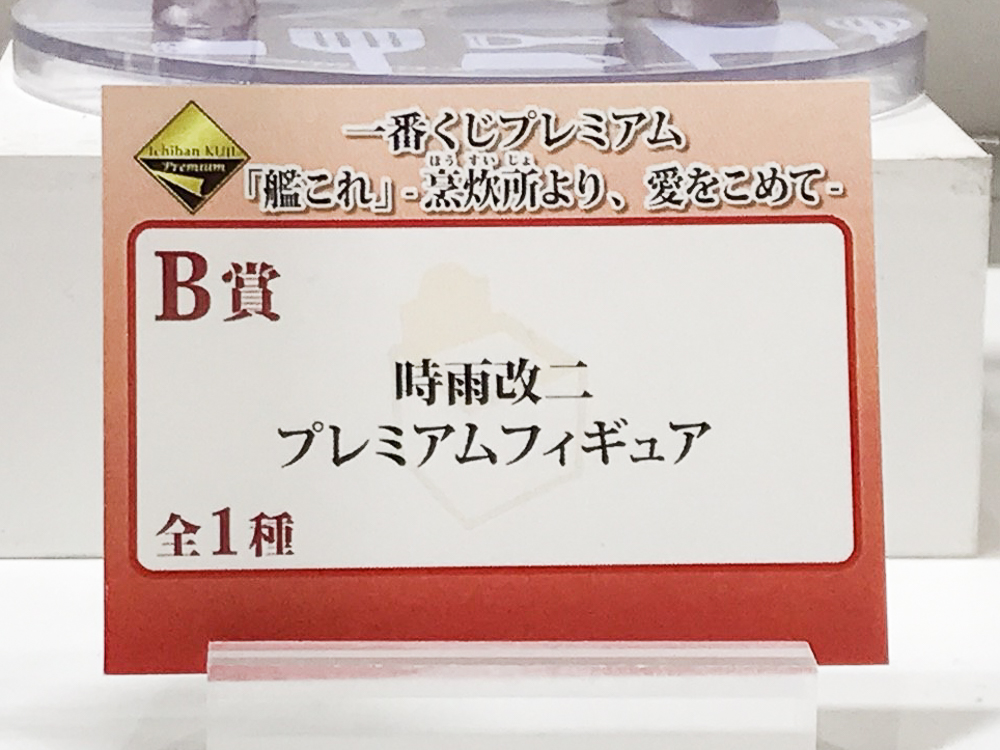 Ichiban KUJI
Premium
一番くじプレミアム
ほうすいじょ
「艦これ」-烹炊所より、愛をこめて-
B賞
時雨改二
プレミアムフィギュア
全1種